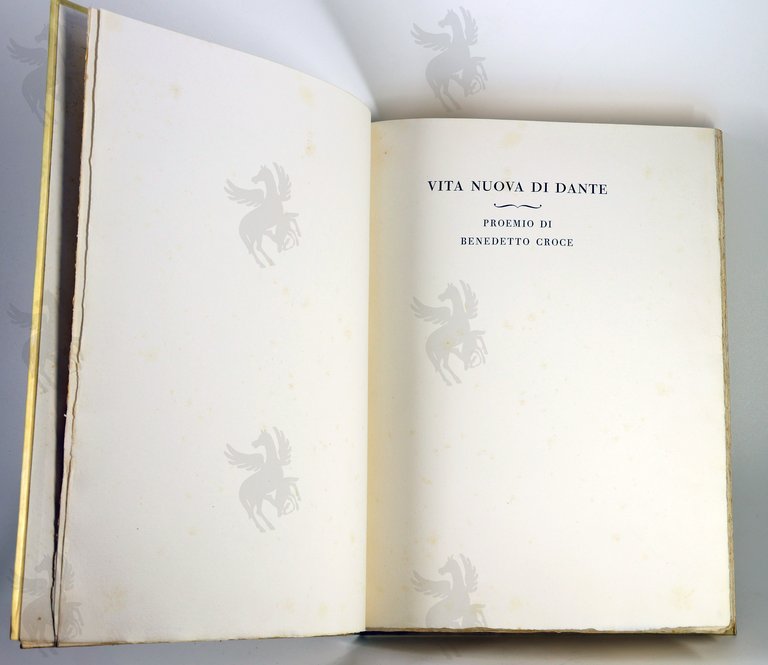 VITA NUOVA DI DANTE
PROEMIO DI
BENEDETTO CROCE